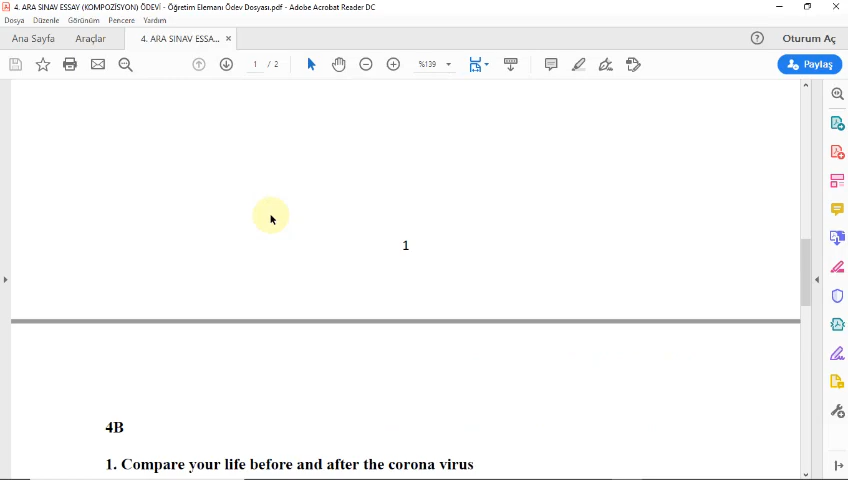 4. ARA SINAV ESSAY (KOMPOZİSYON) ÖDEVİ - Öğretim Elemanı Ödev Dosyası.pdf - Adobe Acrobat Reader DC
Dosya Düzenle Görünüm Pencere Yardım
Ana Sayfa Araçlar 4. ARA SINAV ESSA... Oturum Aç
1 / 2 %139 Paylaş
1
4B
1. Compare your life before and after the corona virus